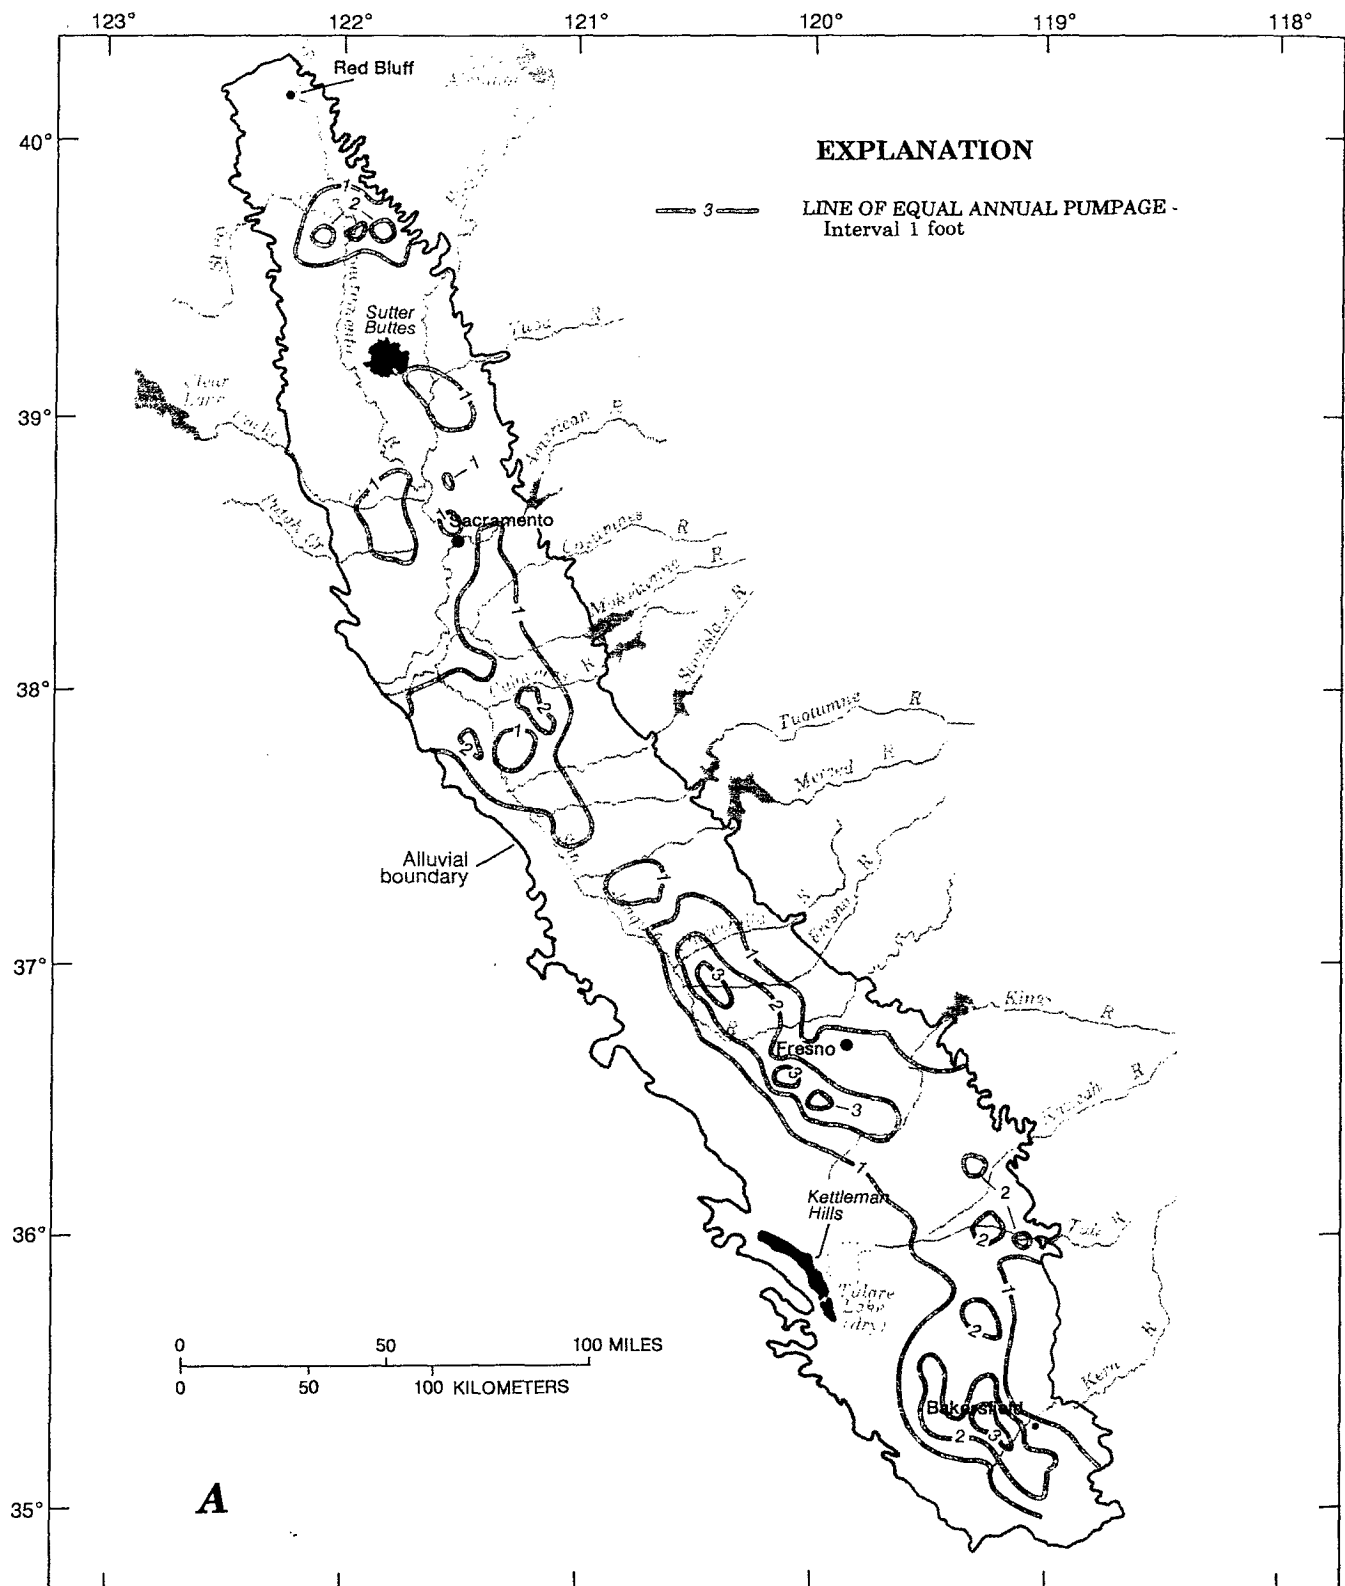 123° 122° 121° 120° 119° 118°
Red Bluff
40°
EXPLANATION
3 LINE OF EQUAL ANNUAL PUMPAGE -
Interval 1 foot
1
2
Sutter
Buttes
R
Clear
Lake
1
39°
American R
R
1
1
1
Sacramento
Cosumnes R
Mokelumne R
1
Calaveras R
Stanislaus R
38°
2
Tuolumne R
2
1
Merced R
Alluvial
boundary
1
R
R
Fresno
1
37°
3
2
Kings R
R
Fresno
3
3
Kaweah R
1
Kettleman
Hills
2
36°
2
Tule R
Tulare
Lake
(dry)
1
2
0 50 100 MILES
0 50 100 KILOMETERS
Kern R
Bakersfield
2
3
A
35°